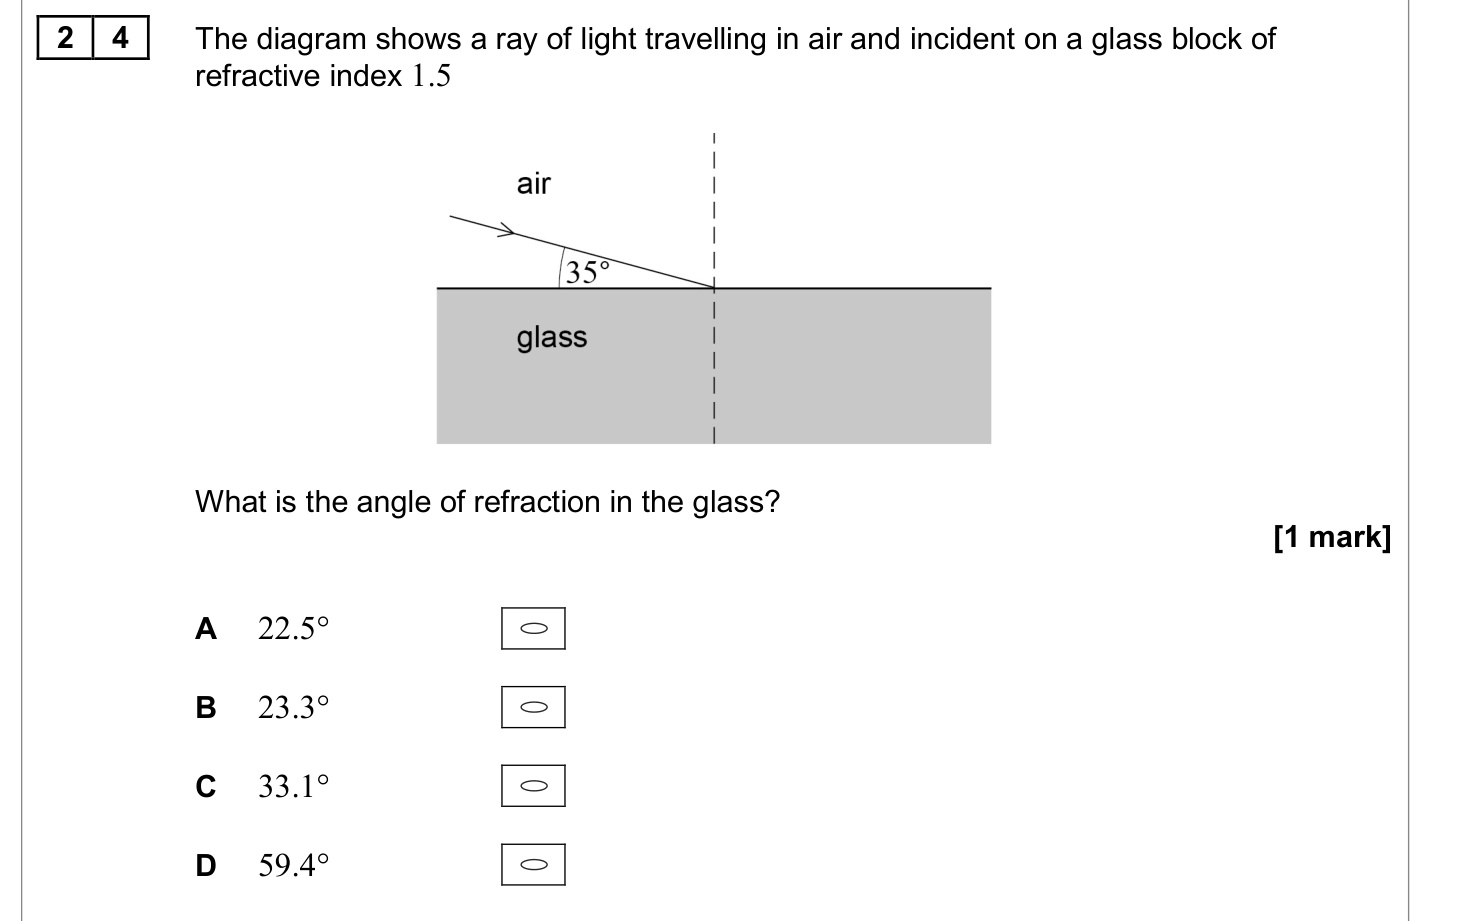 2 4 The diagram shows a ray of light travelling in air and incident on a glass block of
refractive index 1.5
air
35°
glass
What is the angle of refraction in the glass?
[1 mark]
A 22.5°
B 23.3°
C 33.1°
D 59.4°